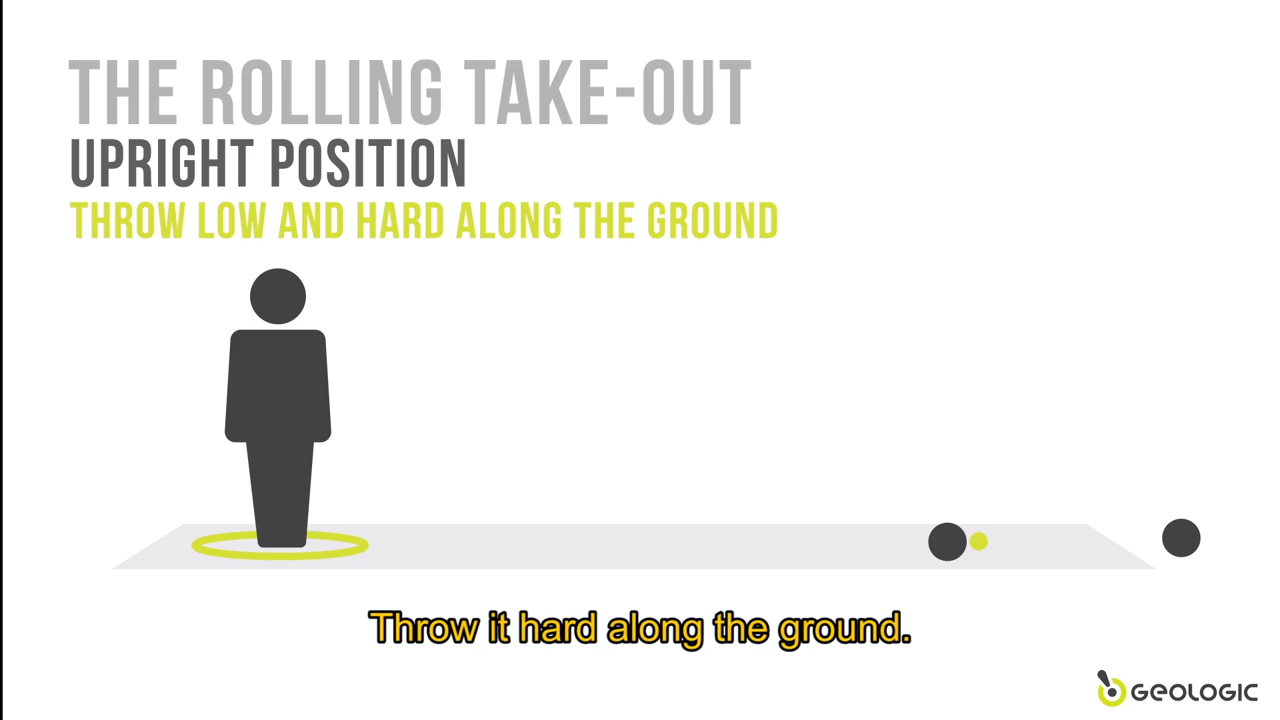 THE ROLLING TAKE-OUT
UPRIGHT POSITION
THROW LOW AND HARD ALONG THE GROUND
Throw it hard along the ground.
GEOLOGIC